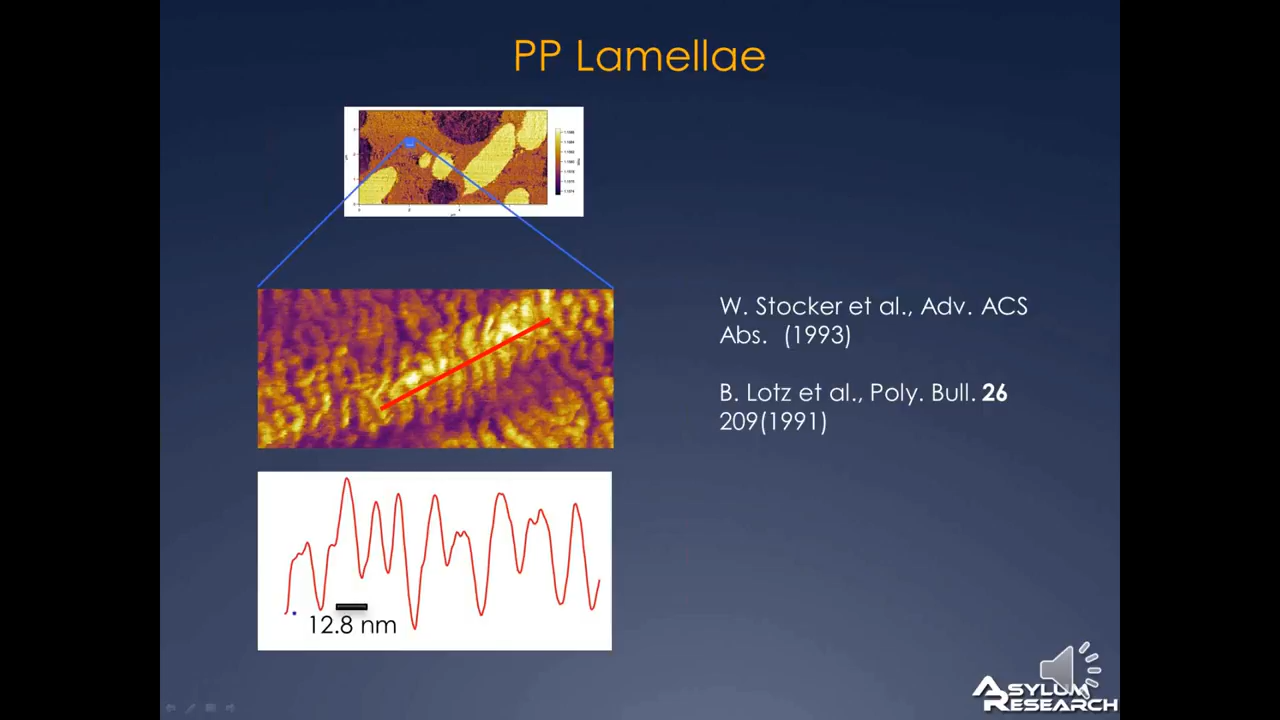 PP Lamellae
W. Stocker et al., Adv. ACS
Abs. (1993)
B. Lotz et al., Poly. Bull. 26
209(1991)
12.8 nm
ASYLUM
RESEARCH